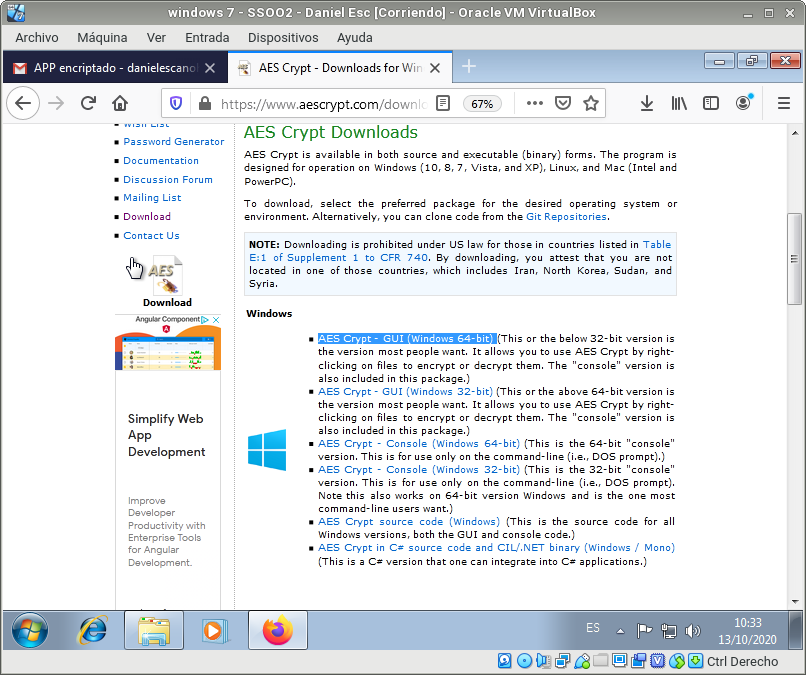 windows 7 - SSOO2 - Daniel Esc [Corriendo] - Oracle VM VirtualBox
Archivo Máquina Ver Entrada Dispositivos Ayuda
APP encriptado - danielescanol
AES Crypt - Downloads for Win
https://www.aescrypt.com/downlo
67%
Wish List
Password Generator
Documentation
Discussion Forum
Mailing List
Download
Contact Us
AES
Download
Angular Component
Simplify Web
App
Development
Improve
Developer
Productivity with
Enterprise Tools
for Angular
Development.
AES Crypt Downloads
AES Crypt is available in both source and executable (binary) forms. The program is
designed for operation on Windows (10, 8, 7, Vista, and XP), Linux, and Mac (Intel and
PowerPC).
To download, select the preferred package for the desired operating system or
environment. Alternatively, you can clone code from the Git Repositories.
NOTE: Downloading is prohibited under US law for those in countries listed in Table
E:1 of Supplement 1 to CFR 740. By downloading, you attest that you are not
located in one of those countries, which includes Iran, North Korea, Sudan, and
Syria.
Windows
AES Crypt - GUI (Windows 64-bit) (This or the below 32-bit version is
the version most people want. It allows you to use AES Crypt by right-
clicking on files to encrypt or decrypt them. The "console" version is
also included in this package.)
AES Crypt - GUI (Windows 32-bit) (This or the above 64-bit version is
the version most people want. It allows you to use AES Crypt by right-
clicking on files to encrypt or decrypt them. The "console" version is
also included in this package.)
AES Crypt - Console (Windows 64-bit) (This is the 64-bit "console"
version. This is for use only on the command-line (i.e., DOS prompt).)
AES Crypt - Console (Windows 32-bit) (This is the 32-bit "console"
version. This is for use only on the command-line (i.e., DOS prompt).
Note this also works on 64-bit version Windows and is the one most
command-line users want.)
AES Crypt source code (Windows) (This is the source code for all
Windows versions, both the GUI and console code.)
AES Crypt in C# source code and CIL/.NET binary (Windows / Mono)
(This is a C# version that one can integrate into C# applications.)
ES
10:33
13/10/2020
Ctrl Derecho